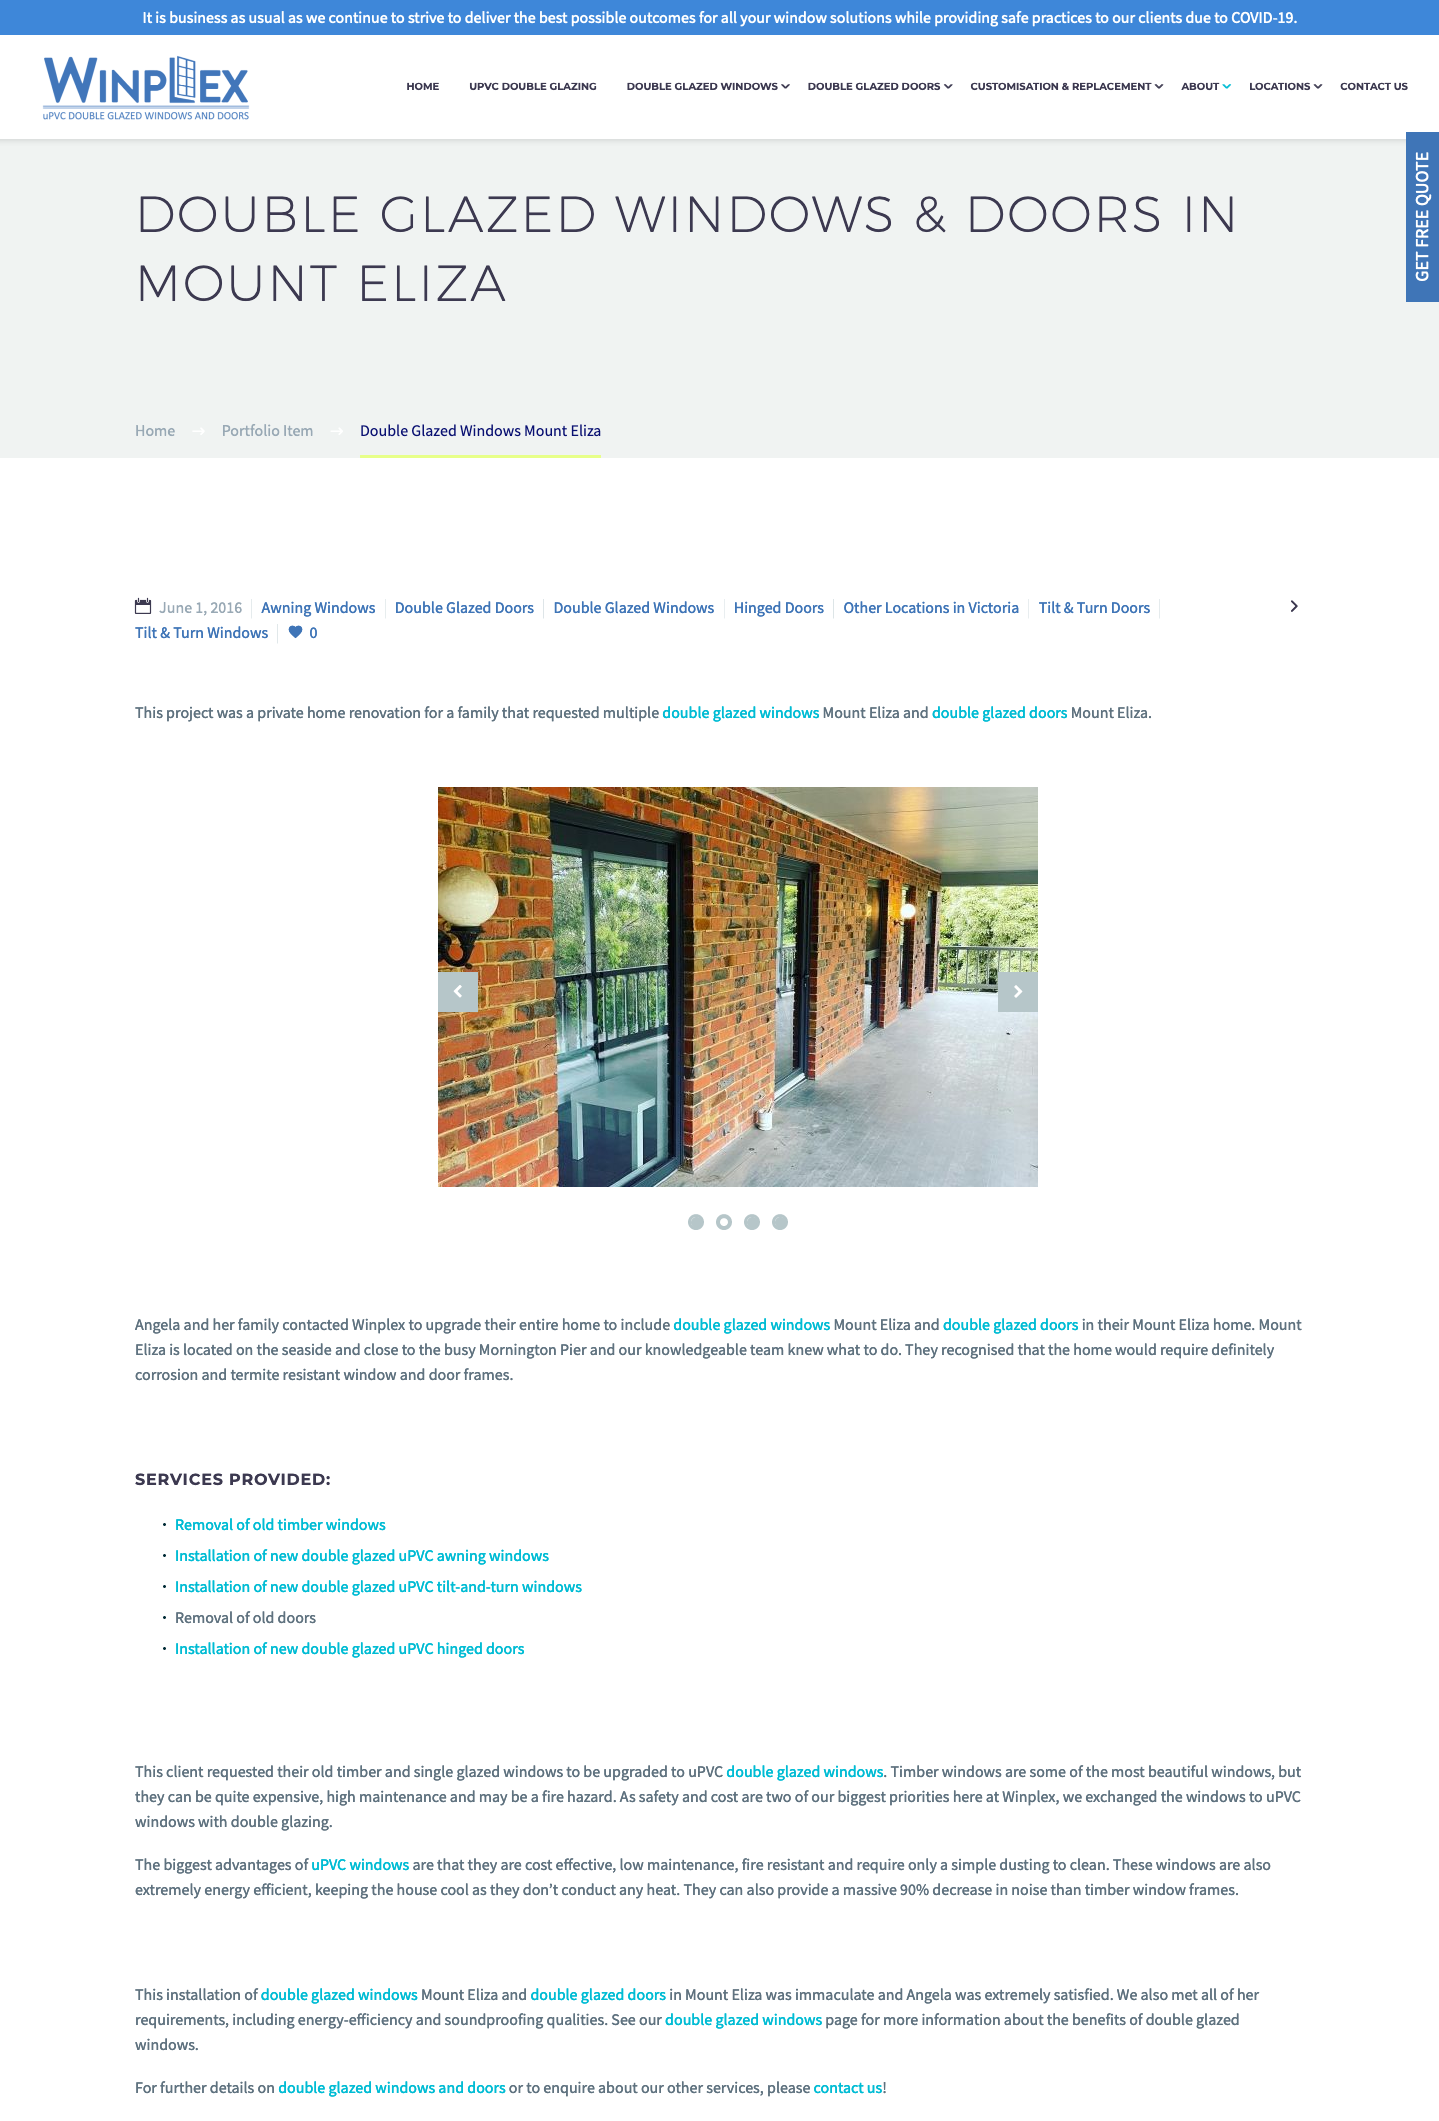 It is business as usual as we continue to strive to deliver the best possible outcomes for all your window solutions while providing safe practices to our clients due to COVID-19.
WINPLEX
uPVC DOUBLE GLAZED WINDOWS AND DOORS
HOME UPVC DOUBLE GLAZING DOUBLE GLAZED WINDOWS DOUBLE GLAZED DOORS CUSTOMISATION & REPLACEMENT ABOUT LOCATIONS CONTACT US
GET FREE QUOTE
DOUBLE GLAZED WINDOWS & DOORS IN
MOUNT ELIZA
Home → Portfolio Item → Double Glazed Windows Mount Eliza
June 1, 2016 Awning Windows Double Glazed Doors Double Glazed Windows Hinged Doors Other Locations in Victoria Tilt & Turn Doors
Tilt & Turn Windows 0
This project was a private home renovation for a family that requested multiple double glazed windows Mount Eliza and double glazed doors Mount Eliza.
Angela and her family contacted Winplex to upgrade their entire home to include double glazed windows Mount Eliza and double glazed doors in their Mount Eliza home. Mount
Eliza is located on the seaside and close to the busy Mornington Pier and our knowledgeable team knew what to do. They recognised that the home would require definitely
corrosion and termite resistant window and door frames.
SERVICES PROVIDED:
• Removal of old timber windows
• Installation of new double glazed uPVC awning windows
• Installation of new double glazed uPVC tilt-and-turn windows
• Removal of old doors
• Installation of new double glazed uPVC hinged doors
This client requested their old timber and single glazed windows to be upgraded to uPVC double glazed windows. Timber windows are some of the most beautiful windows, but
they can be quite expensive, high maintenance and may be a fire hazard. As safety and cost are two of our biggest priorities here at Winplex, we exchanged the windows to uPVC
windows with double glazing.
The biggest advantages of uPVC windows are that they are cost effective, low maintenance, fire resistant and require only a simple dusting to clean. These windows are also
extremely energy efficient, keeping the house cool as they don’t conduct any heat. They can also provide a massive 90% decrease in noise than timber window frames.
This installation of double glazed windows Mount Eliza and double glazed doors in Mount Eliza was immaculate and Angela was extremely satisfied. We also met all of her
requirements, including energy-efficiency and soundproofing qualities. See our double glazed windows page for more information about the benefits of double glazed
windows.
For further details on double glazed windows and doors or to enquire about our other services, please contact us!